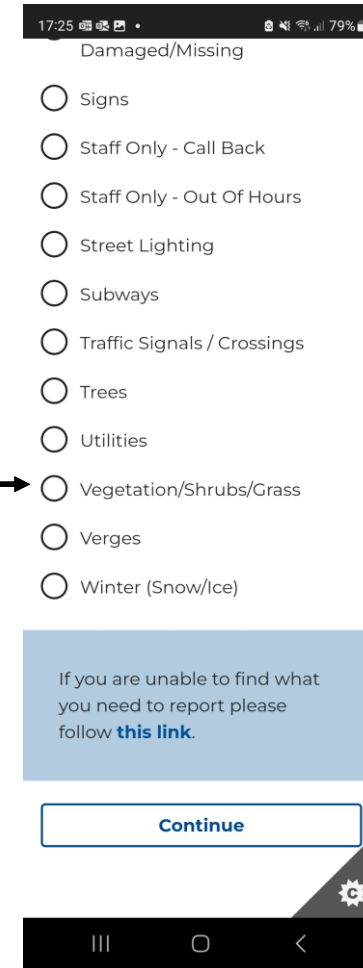 17:25 79%
Damaged/Missing
Signs
Staff Only - Call Back
Staff Only - Out Of Hours
Street Lighting
Subways
Traffic Signals / Crossings
Trees
Utilities
Vegetation/Shrubs/Grass
Verges
Winter (Snow/Ice)
If you are unable to find what
you need to report please
follow this link.
Continue
C